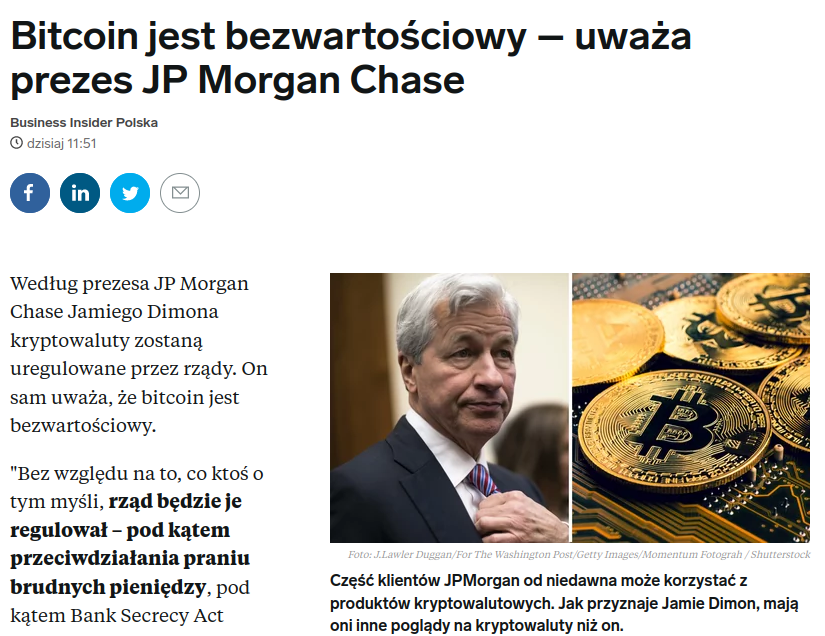 Bitcoin jest bezwartościowy – uważa
prezes JP Morgan Chase
Business Insider Polska
dzisiaj 11:51
f
in
Według prezesa JP Morgan
Chase Jamiego Dimona
kryptowaluty zostaną
uregulowane przez rządy. On
sam uważa, że bitcoin jest
bezwartościowy.
"Bez względu na to, co ktoś o
tym myśli, rząd będzie je
regulował – pod kątem
przeciwdziałania praniu
brudnych pieniędzy, pod
kątem Bank Secrecy Act
Foto: J.Lawler Duggan/For The Washington Post/Getty Images/Momentum Fotograh / Shutterstock
Część klientów JPMorgan od niedawna może korzystać z
produktów kryptowalutowych. Jak przyznaje Jamie Dimon, mają
oni inne poglądy na kryptowaluty niż on.